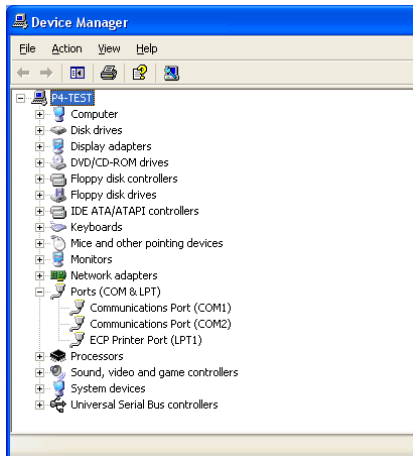 Device Manager
File Action View Help
P4-TEST
Computer
Disk drives
Display adapters
DVD/CD-ROM drives
Floppy disk controllers
Floppy disk drives
IDE ATA/ATAPI controllers
Keyboards
Mice and other pointing devices
Monitors
Network adapters
Ports (COM & LPT)
Communications Port (COM1)
Communications Port (COM2)
ECP Printer Port (LPT1)
Processors
Sound, video and game controllers
System devices
Universal Serial Bus controllers